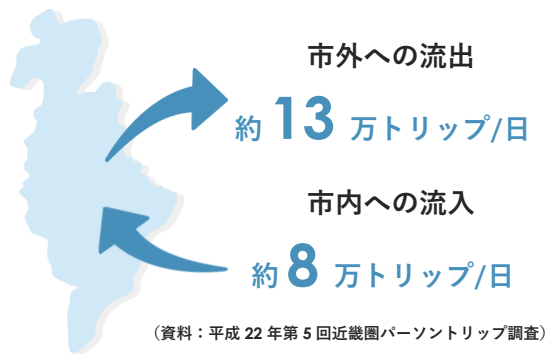 市外への流出
約 13 万トリップ/日
市内への流入
約 8 万トリップ/日
（資料：平成 22 年第 5 回近畿圏パーソントリップ調査）